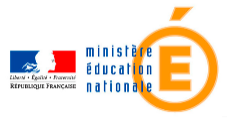 ministère
éducation
nationale
É
Liberté • Égalité • Fraternité
RÉPUBLIQUE FRANÇAISE